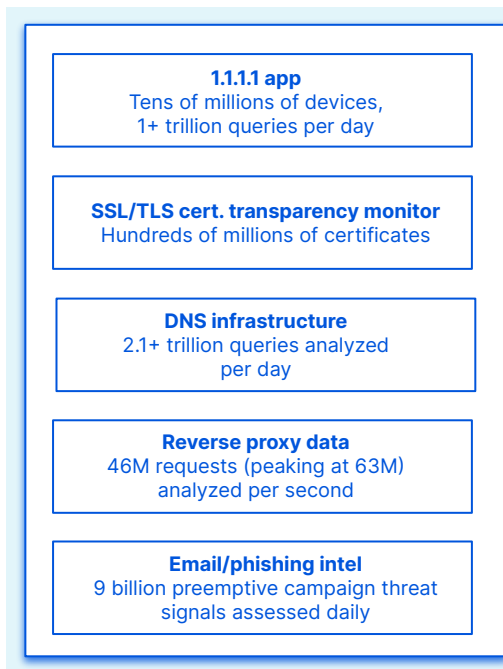 1.1.1.1 app
Tens of millions of devices,
1+ trillion queries per day
SSL/TLS cert. transparency monitor
Hundreds of millions of certificates
DNS infrastructure
2.1+ trillion queries analyzed
per day
Reverse proxy data
46M requests (peaking at 63M)
analyzed per second
Email/phishing intel
9 billion preemptive campaign threat
signals assessed daily